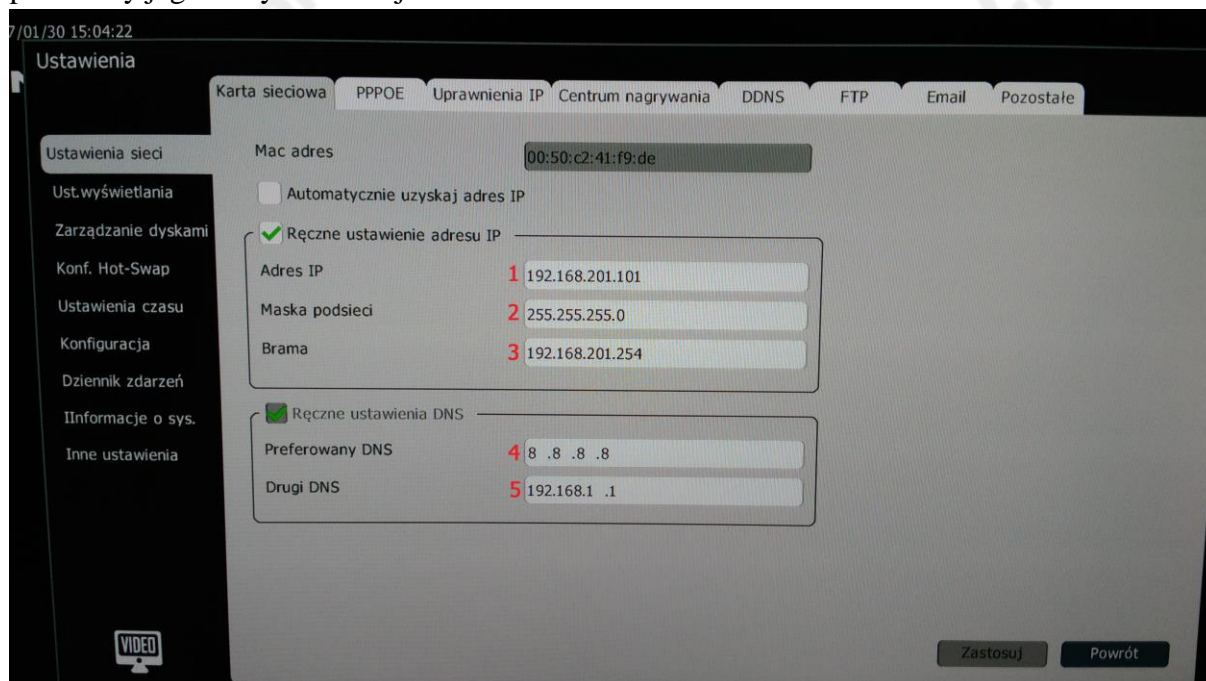 7/01/30 15:04:22
Ustawienia
Karta sieciowa PPPOE Uprawnienia IP Centrum nagrywania DDNS FTP Email Pozostałe
Ustawienia sieci
Ust.wyświetlania
Zarządzanie dyskami
Konf. Hot-Swap
Ustawienia czasu
Konfiguracja
Dziennik zdarzeń
IInformacje o sys.
Inne ustawienia
Mac adres 00:50:c2:41:f9:de
Automatycznie uzyskaj adres IP
Ręczne ustawienie adresu IP
Adres IP 1 192.168.201.101
Maska podsieci 2 255.255.255.0
Brama 3 192.168.201.254
Ręczne ustawienia DNS
Preferowany DNS 4 8 .8 .8 .8
Drugi DNS 5 192.168.1 .1
VIDEO
Zastosuj Powrót